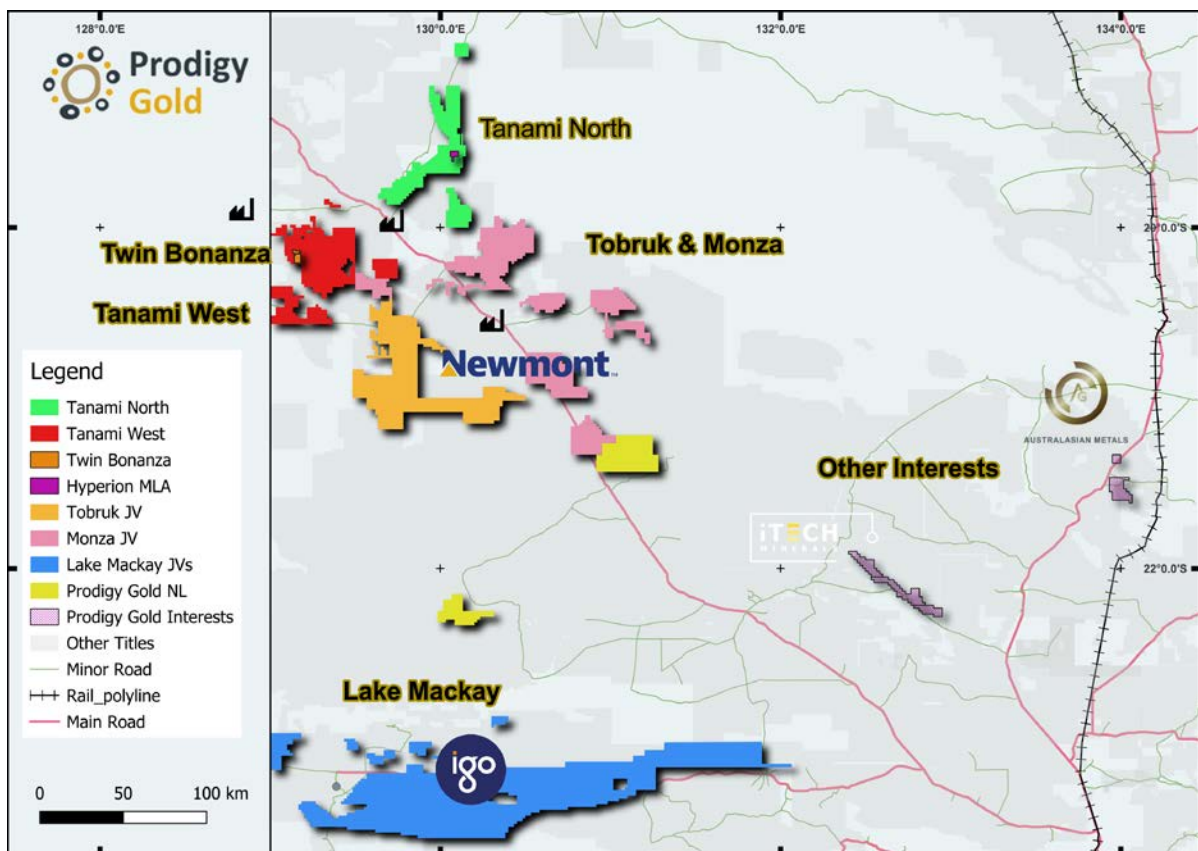 128°0.0'E
130°0.0'E
132°0.0'E
134°0.0'E
Prodigy
Gold
Tanami North
Twin Bonanza
Tobruk & Monza
20°0.0'S
Tanami West
Newmont™
Legend
Tanami North
Tanami West
Twin Bonanza
Hyperion MLA
Tobruk JV
Monza JV
Lake Mackay JVs
Prodigy Gold NL
Prodigy Gold Interests
Other Titles
Minor Road
Rail_polyline
Main Road
AUSTRALASIAN METALS
Other Interests
iTECH
MINERALS
22°0.0'S
Lake Mackay
igo
0 50 100 km